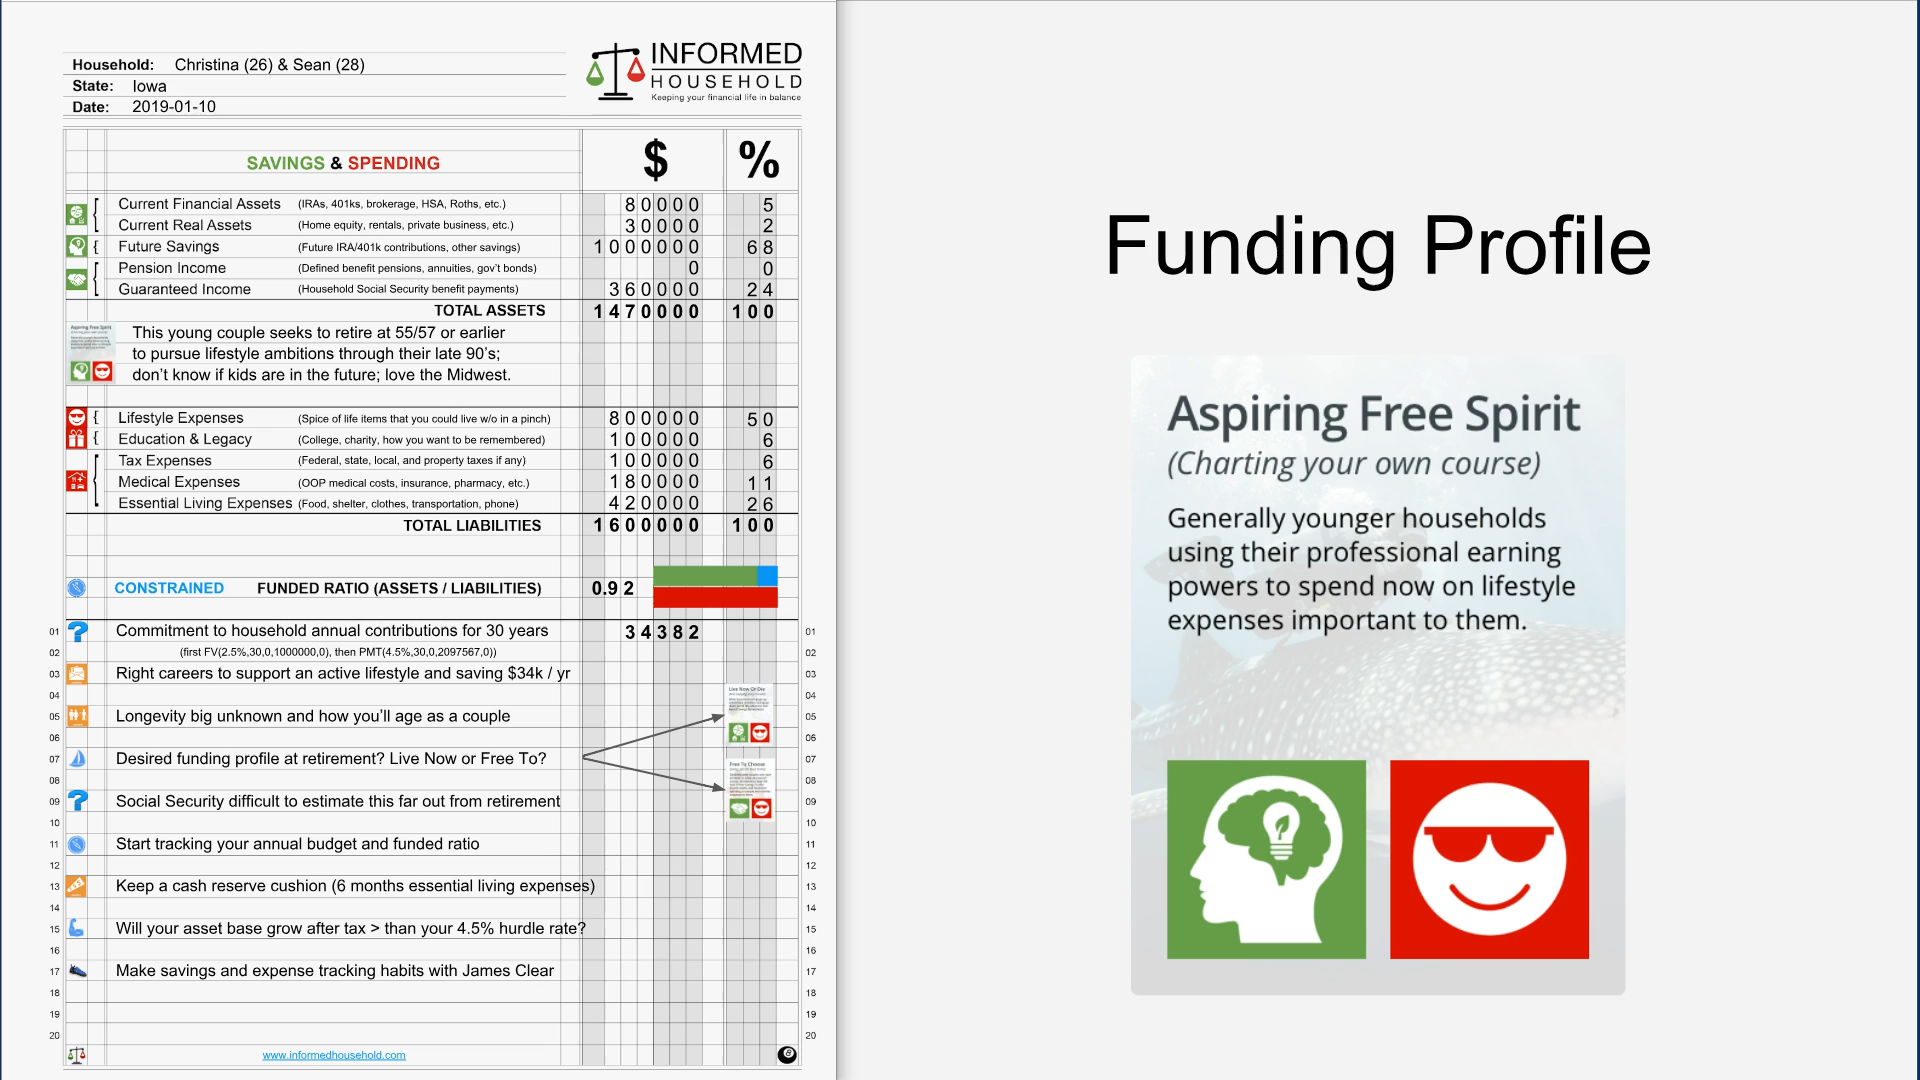 Household: Christina (26) & Sean (28)
State: Iowa
Date: 2019-01-10
INFORMED
HOUSEHOLD
Keeping your financial life in balance
SAVINGS & SPENDING $ %
Current Financial Assets (IRAs, 401ks, brokerage, HSA, Roths, etc.) 80000 5
Current Real Assets (Home equity, rentals, private business, etc.) 30000 2
Future Savings (Future IRA/401k contributions, other savings) 1000000 68
Pension Income (Defined benefit pensions, annuities, gov't bonds) 0 0
Guaranteed Income (Household Social Security benefit payments) 360000 24
TOTAL ASSETS 1470000 100
Aspiring Free Spirit
This young couple seeks to retire at 55/57 or earlier
to pursue lifestyle ambitions through their late 90's;
don't know if kids are in the future; love the Midwest.
Lifestyle Expenses (Spice of life items that you could live w/o in a pinch) 800000 50
Education & Legacy (College, charity, how you want to be remembered) 100000 6
Tax Expenses (Federal, state, local, and property taxes if any) 100000 6
Medical Expenses (OOP medical costs, insurance, pharmacy, etc.) 180000 11
Essential Living Expenses (Food, shelter, clothes, transportation, phone) 420000 26
TOTAL LIABILITIES 1600000 100
CONSTRAINED FUNDED RATIO (ASSETS / LIABILITIES) 0.92
01 ? Commitment to household annual contributions for 30 years 34382 01
02 (first FV(2.5%,30,0,1000000,0), then PMT(4.5%,30,0,2097567,0)) 02
03 Right careers to support an active lifestyle and saving $34k / yr 03
04 Live Now Or Die 04
05 Longevity big unknown and how you'll age as a couple 05
06 06
07 Desired funding profile at retirement? Live Now or Free To? 07
Free To Choose
08 08
09 ? Social Security difficult to estimate this far out from retirement 09
10 10
11 Start tracking your annual budget and funded ratio 11
12 12
13 Keep a cash reserve cushion (6 months essential living expenses) 13
14 14
15 Will your asset base grow after tax > than your 4.5% hurdle rate? 15
16 16
17 Make savings and expense tracking habits with James Clear 17
18 18
19 19
20 20
www.informedhousehold.com 8
Funding Profile
Aspiring Free Spirit
(Charting your own course)
Generally younger households
using their professional earning
powers to spend now on lifestyle
expenses important to them.